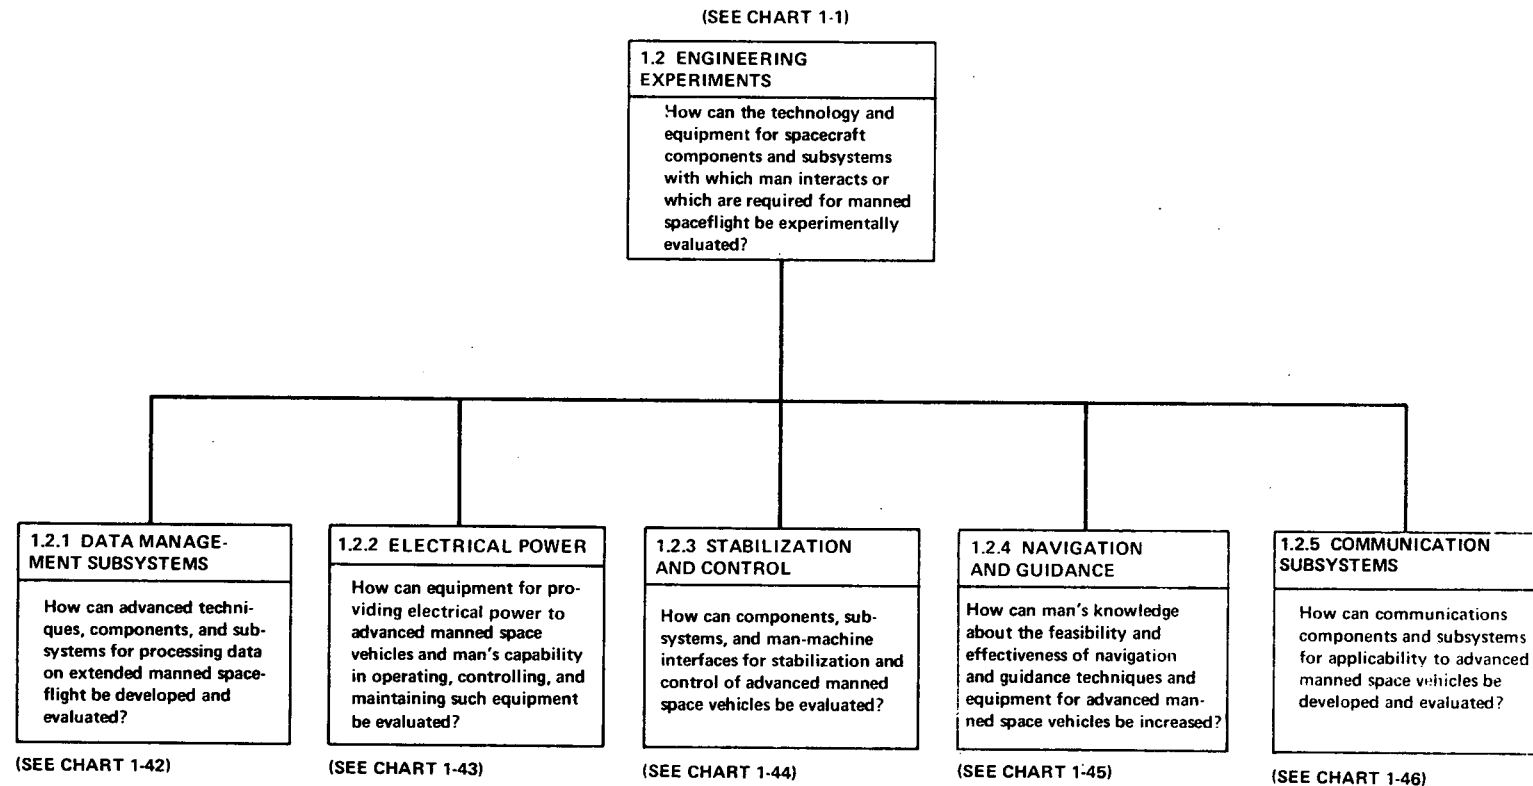 (SEE CHART 1-1)
1.2 ENGINEERING
EXPERIMENTS
How can the technology and
equipment for spacecraft
components and subsystems
with which man interacts or
which are required for manned
spaceflight be experimentally
evaluated?
1.2.1 DATA MANAGE-
MENT SUBSYSTEMS
How can advanced techni-
ques, components, and sub-
systems for processing data
on extended manned space-
flight be developed and
evaluated?
(SEE CHART 1-42)
1.2.2 ELECTRICAL POWER
How can equipment for pro-
viding electrical power to
advanced manned space
vehicles and man's capability
in operating, controlling, and
maintaining such equipment
be evaluated?
(SEE CHART 1-43)
1.2.3 STABILIZATION
AND CONTROL
How can components, sub-
systems, and man-machine
interfaces for stabilization and
control of advanced manned
space vehicles be evaluated?
(SEE CHART 1-44)
1.2.4 NAVIGATION
AND GUIDANCE
How can man's knowledge
about the feasibility and
effectiveness of navigation
and guidance techniques and
equipment for advanced man-
ned space vehicles be increased?
(SEE CHART 1-45)
1.2.5 COMMUNICATION
SUBSYSTEMS
How can communications
components and subsystems
for applicability to advanced
manned space vehicles be
developed and evaluated?
(SEE CHART 1-46)